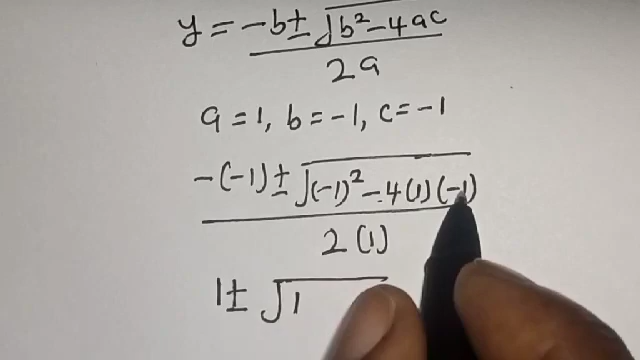 y = -b ± √b² - 4ac
2a
a = 1, b = -1, c = -1
-(-1) ± √(-1)² - 4(1)(-1)
2(1)
1 ± √1